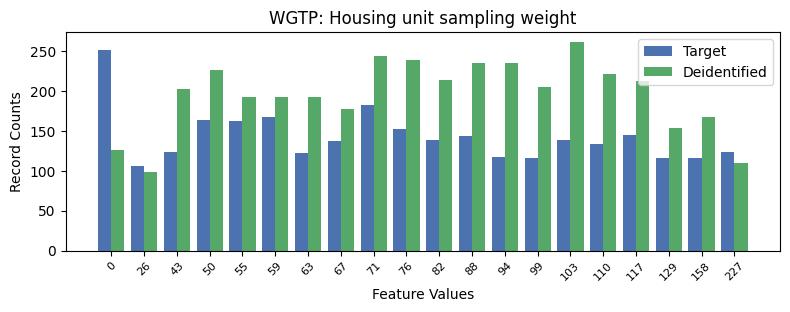 WGTP: Housing unit sampling weight
Target
Deidentified
Record Counts
250
200
150
100
50
0
0 26 43 50 55 59 63 67 71 76 82 88 94 99 103 110 117 129 158 227
Feature Values